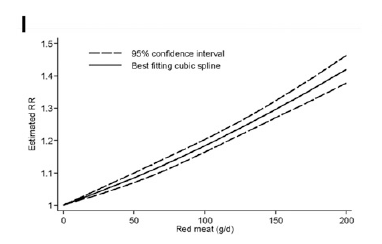 1.5
95% confidence interval
Best fitting cubic spline
1.4
1.3
Estimated RR
1.2
1.1
1
0
50
100
150
200
Red meat (g/d)